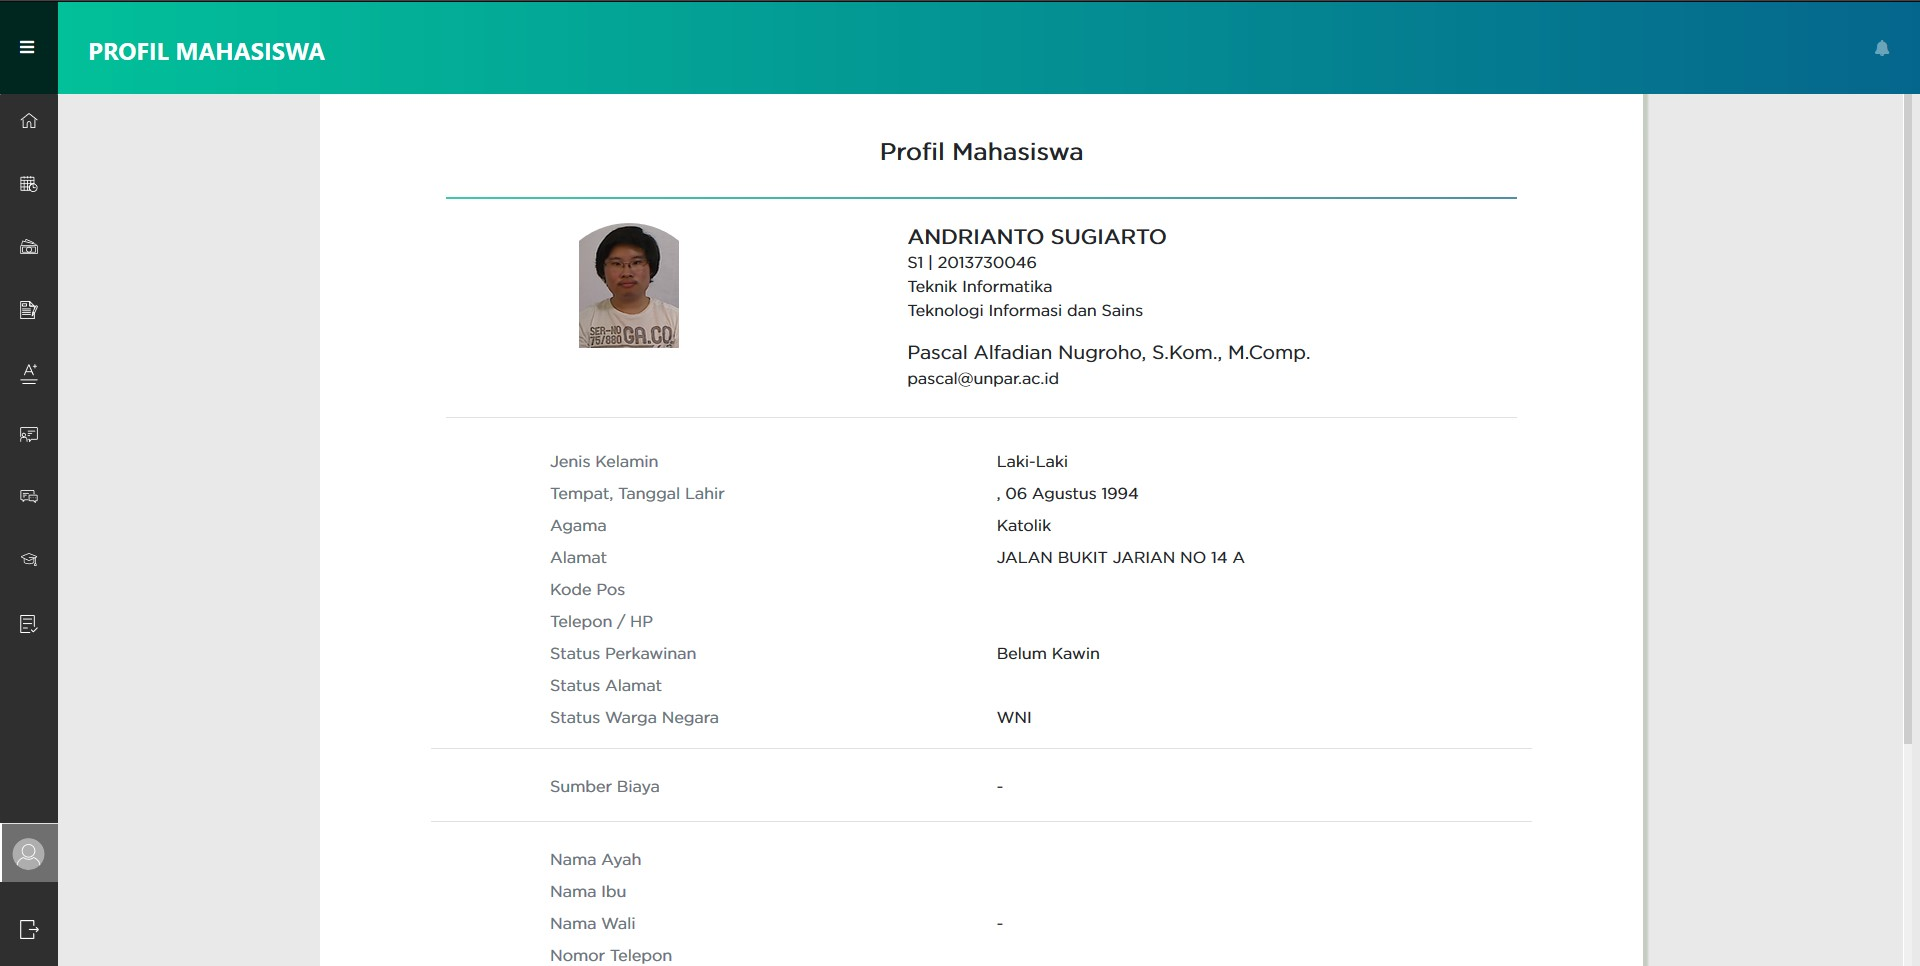 PROFIL MAHASISWA
Profil Mahasiswa
SER-NO
75/880 GA.CO.
ANDRIANTO SUGIARTO
S1 | 2013730046
Teknik Informatika
Teknologi Informasi dan Sains
Pascal Alfadian Nugroho, S.Kom., M.Comp.
pascal@unpar.ac.id
Jenis Kelamin Laki-Laki
Tempat, Tanggal Lahir , 06 Agustus 1994
Agama Katolik
Alamat JALAN BUKIT JARIAN NO 14 A
Kode Pos
Telepon / HP
Status Perkawinan Belum Kawin
Status Alamat
Status Warga Negara WNI
Sumber Biaya -
Nama Ayah
Nama Ibu
Nama Wali -
Nomor Telepon